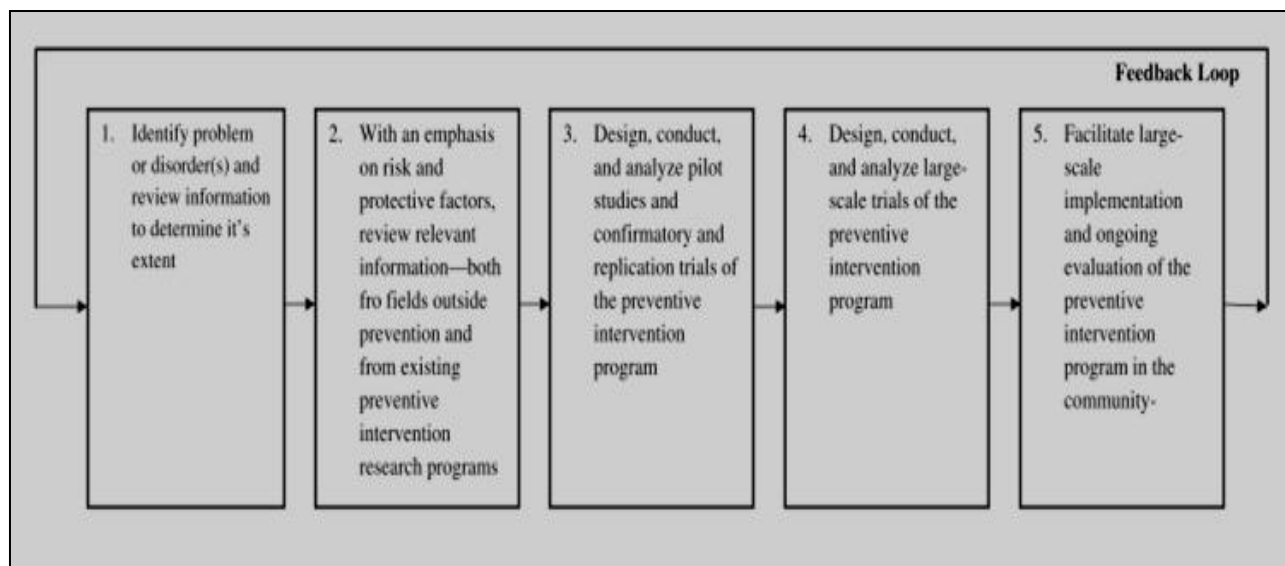 Feedback Loop
1. Identify problem
or disorder(s) and
review information
to determine it's
extent
2. With an emphasis
on risk and
protective factors,
review relevant
information—both
fro fields outside
prevention and
from existing
preventive
intervention
research programs
3. Design, conduct,
and analyze pilot
studies and
confirmatory and
replication trials of
the preventive
intervention
program
4. Design, conduct,
and analyze large-
scale trials of the
preventive
intervention
program
5. Facilitate large-
scale
implementation
and ongoing
evaluation of the
preventive
intervention
program in the
community-